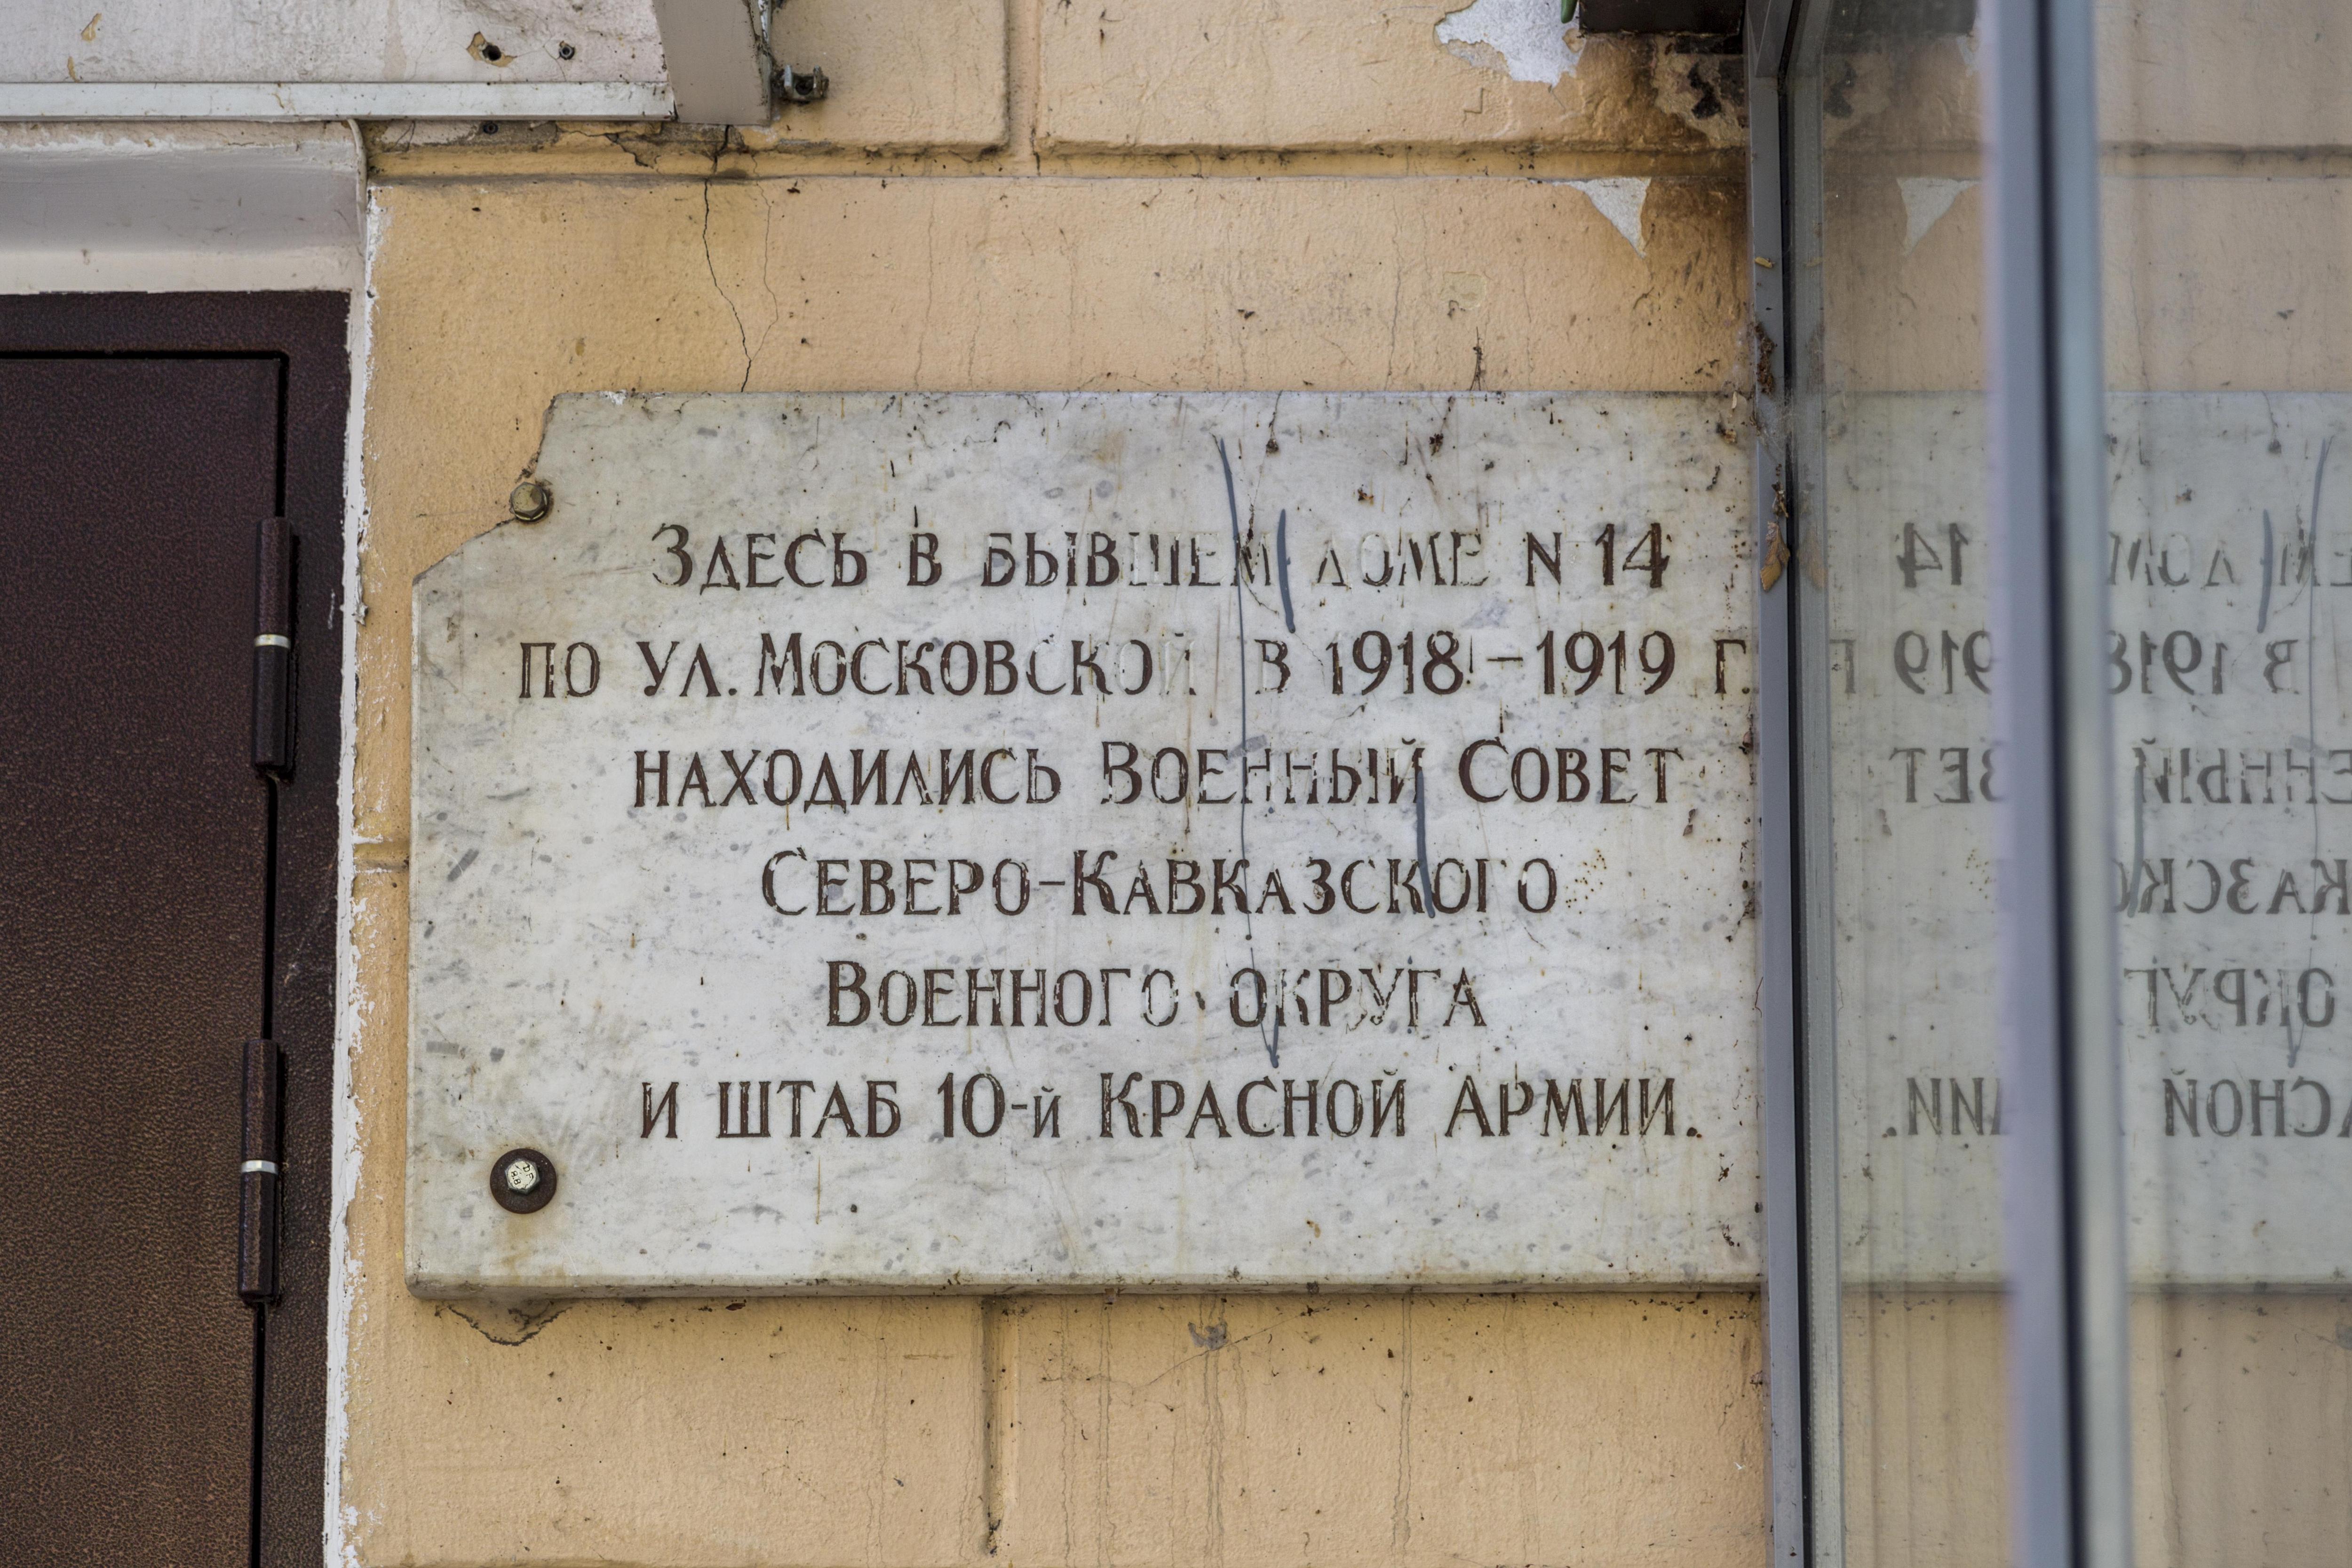 Здесь в бывшем доме N 14
по ул. Московской в 1918-1919 г.
находились Военный Совет
Северо-Кавказского
Военного округа
и штаб 10-й Красной Армии.